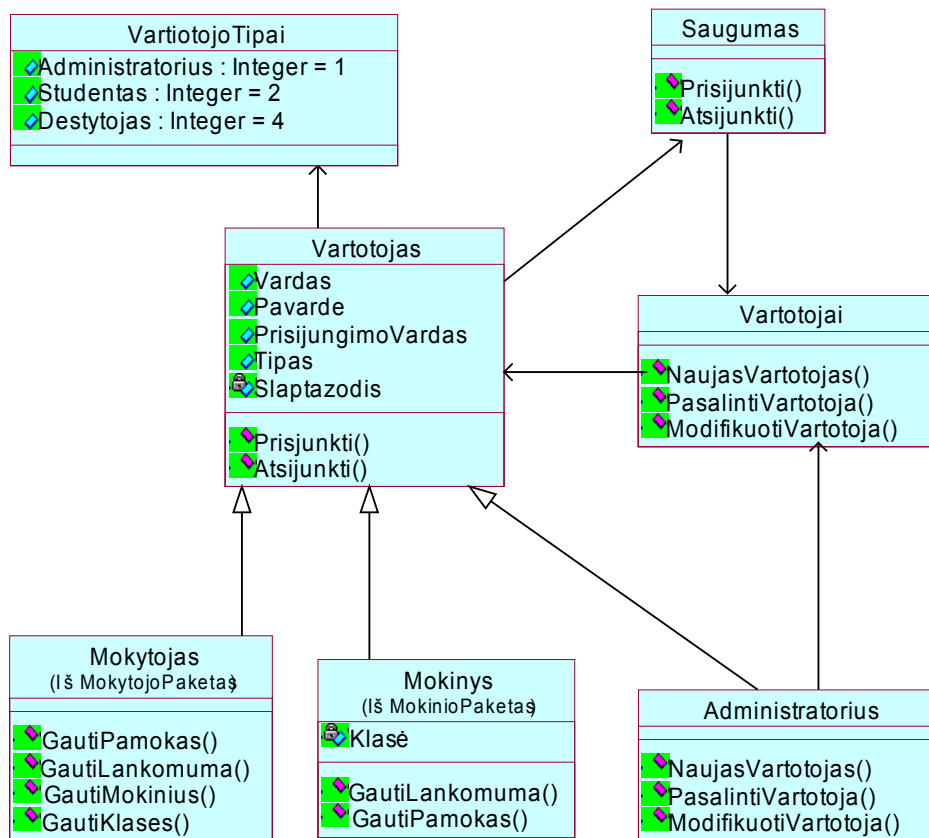 VartiotojoTipai
Administratorius : Integer = 1
Studentas : Integer = 2
Destytojas : Integer = 4
Saugumas
Prisijunkti()
Atsijunkti()
Vartotojas
Vardas
Pavarde
PrisijungimoVardas
Tipas
Slaptazodis
Prisjunkti()
Atsijunkti()
Vartotojai
NaujasVartotojas()
PasalintiVartotoja()
ModifikuotiVartotoja()
Mokytojas
(Iš MokytojoPaketas)
GautiPamokas()
GautiLankomuma()
GautiMokinius()
GautiKlases()
Mokinys
(Iš MokinioPaketas)
Klasė
GautiLankomuma()
GautiPamokas()
Administratorius
NaujasVartotojas()
PasalintiVartotoja()
ModifikuotiVartotoja()